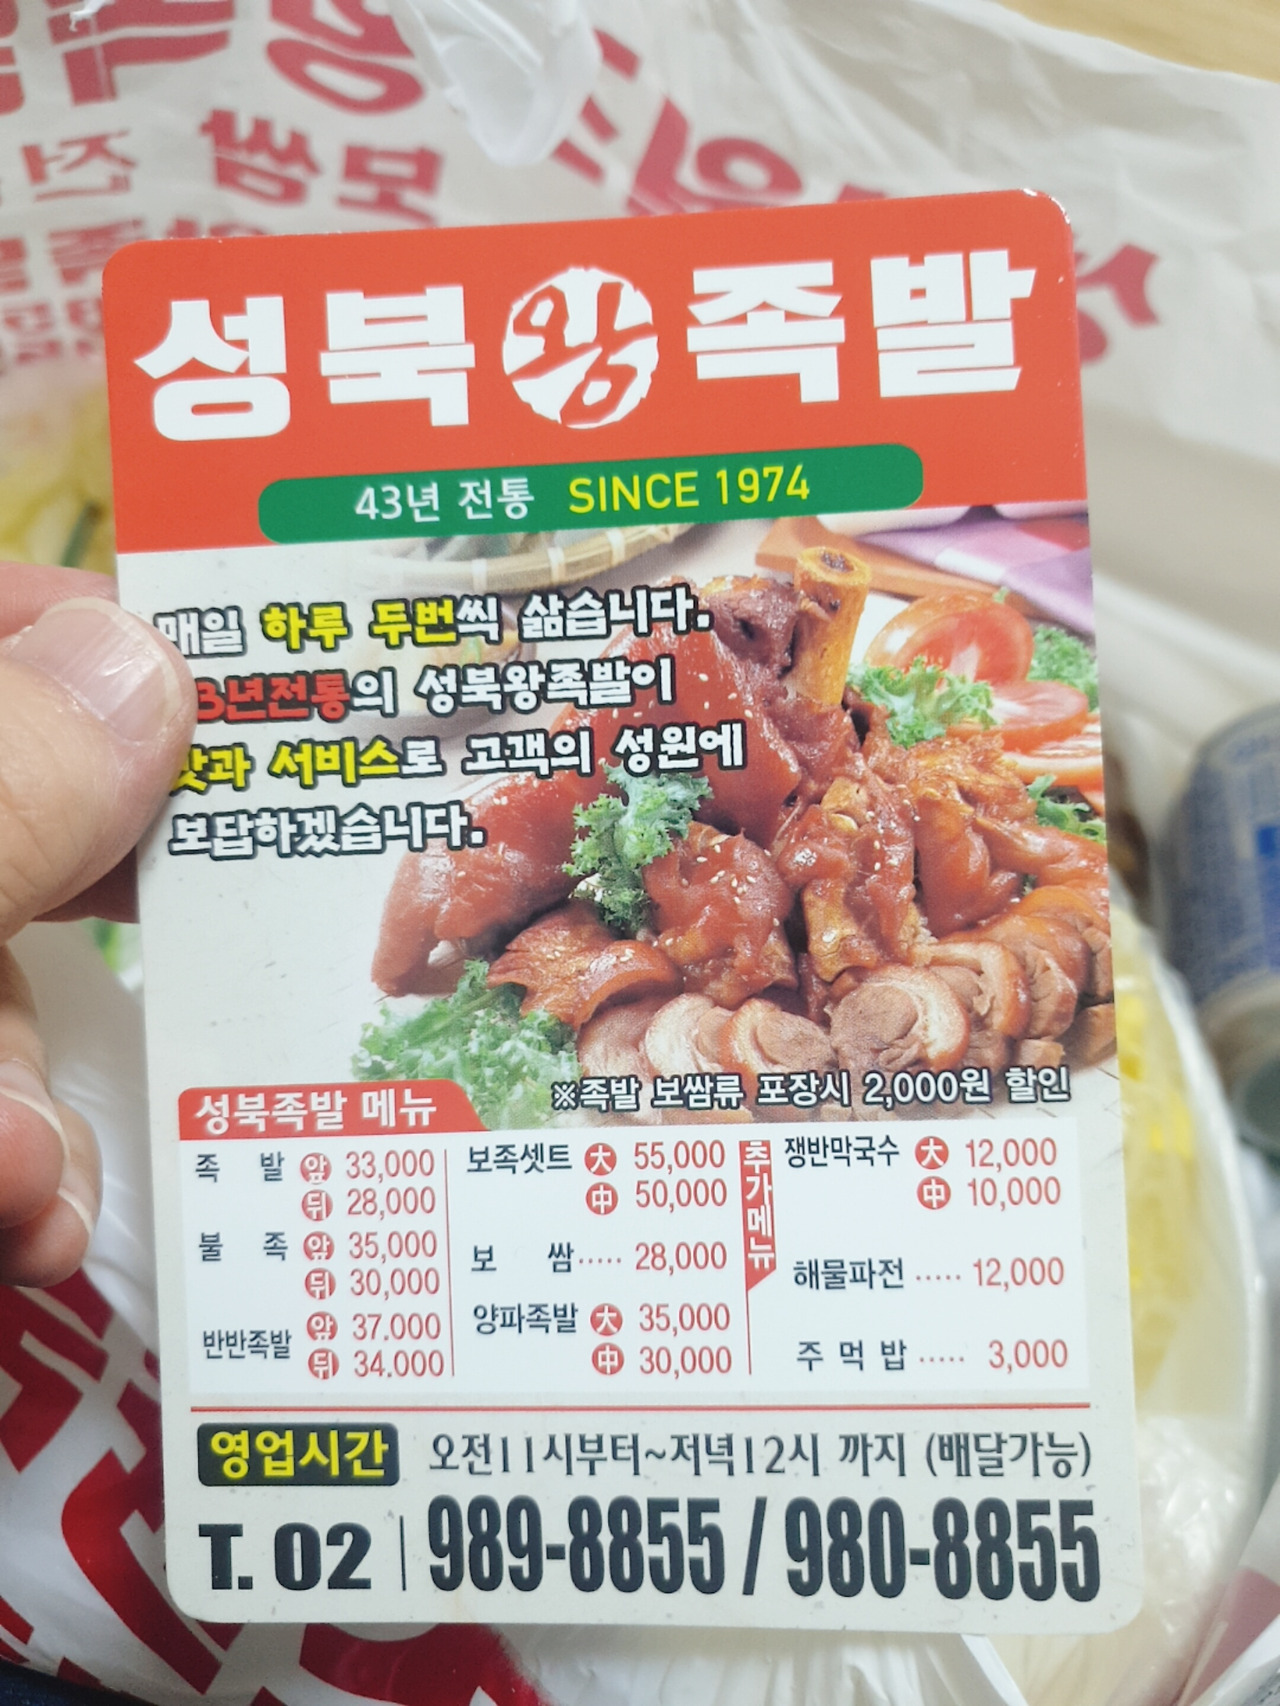 보쌈
성북왕족발
43년 전통 SINCE 1974
매일 하루 두번씩 삶습니다.
3년전통의 성북왕족발이
맛과 서비스로 고객의 성원에
보답하겠습니다.
※족발 보쌈류 포장시 2,000원 할인
성북족발 메뉴
족 발 앞 33,000
뒤 28,000
불 족 앞 35,000
뒤 30,000
반반족발 앞 37.000
뒤 34.000
보족셋트 大 55,000
中 50,000
보 쌈····· 28,000
양파족발 大 35,000
中 30,000
추가메뉴
쟁반막국수 大 12,000
中 10,000
해물파전 ····· 12,000
주 먹 밥 ····· 3,000
영업시간 오전11시부터~저녁12시 까지 (배달가능)
T. 02 989-8855 / 980-8855